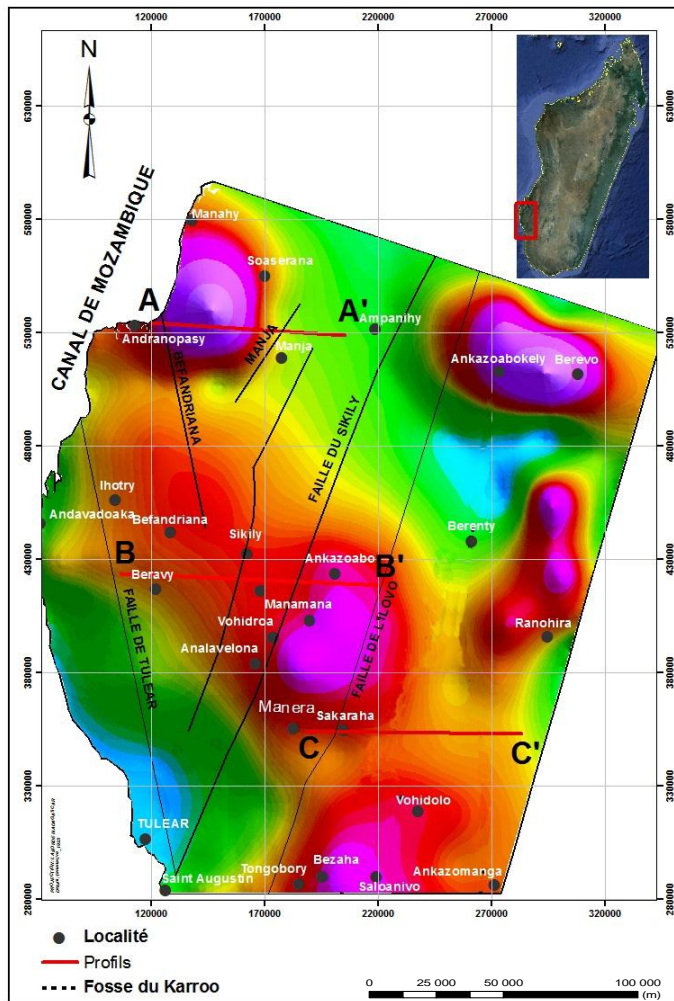 120000 170000 220000 270000 320000
N
630000 630000
580000 580000
530000 530000
480000 480000
430000 430000
380000 380000
330000 330000
280000 280000
CANAL DE MOZAMBIQUE
Manahy
Soaserana
A A'
Ampanihy
Andranopasy
MANJA
Manja
BEFANDRIANA
Ankazoabokely Berevo
FAILLE DU SIKILY
Ihotry
Andavadoaka
Befandriana
Sikily
Berenty
B B'
Ankazoabo
Beravy
Manamana
Vohidroa
Ranohira
FAILLE DE TULEAR
Analavelona
FAILLE DE L'ILOVO
Manera
Sakaraha
C C'
Vohidolo
TULEAR
Bezaha
Tongobory
Saint Augustin
Saloanivo
Ankazomanga
120000 170000 220000 270000 320000
Localité
Profils
Fosse du Karroo
0 25 000 50 000 100 000
(m)